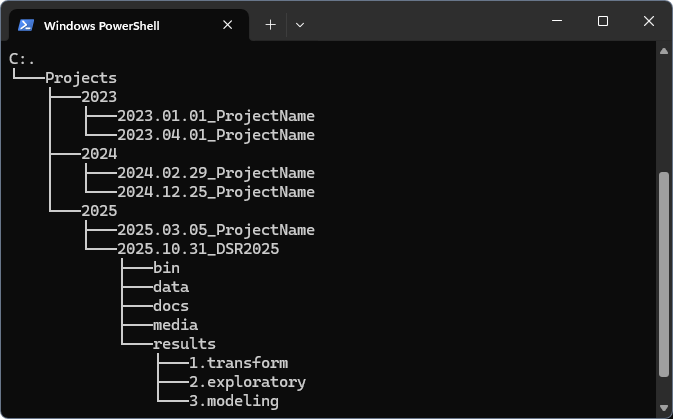 Windows PowerShell
C:.
└───Projects
    ├───2023
    │   ├───2023.01.01_ProjectName
    │   └───2023.04.01_ProjectName
    ├───2024
    │   ├───2024.02.29_ProjectName
    │   └───2024.12.25_ProjectName
    └───2025
        ├───2025.03.05_ProjectName
        └───2025.10.31_DSR2025
            ├───bin
            ├───data
            ├───docs
            ├───media
            └───results
                ├───1.transform
                ├───2.exploratory
                └───3.modeling